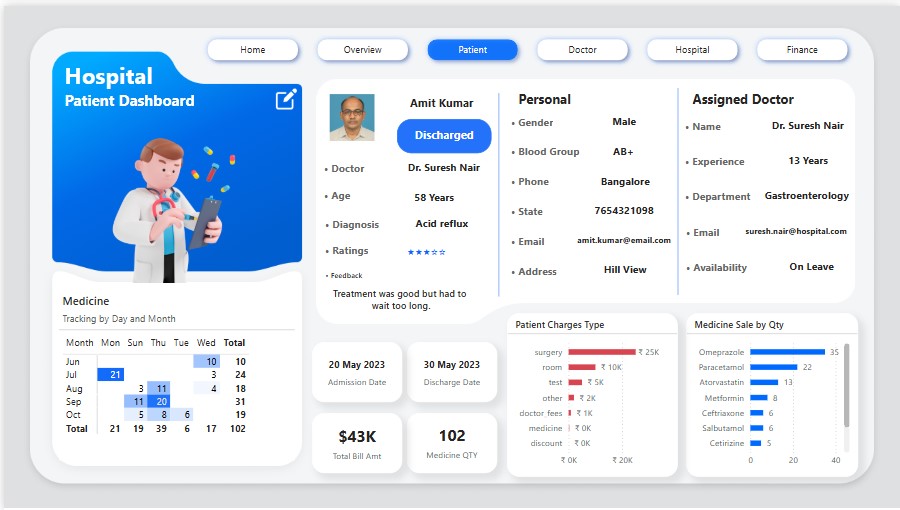 Home Overview Patient Doctor Hospital Finance
Hospital
Patient Dashboard
Amit Kumar
Discharged
• Doctor Dr. Suresh Nair
• Age 58 Years
• Diagnosis Acid reflux
• Ratings ★★★☆☆
• Feedback
Treatment was good but had to
wait too long.
Personal
• Gender Male
• Blood Group AB+
• Phone Bangalore
• State 7654321098
• Email amit.kumar@email.com
• Address Hill View
Assigned Doctor
• Name Dr. Suresh Nair
• Experience 13 Years
• Department Gastroenterology
• Email suresh.nair@hospital.com
• Availability On Leave
Medicine
Tracking by Day and Month
Month Mon Sun Thu Tue Wed Total
Jun 10 10
Jul 21 3 24
Aug 3 11 4 18
Sep 11 20 31
Oct 5 8 6 19
Total 21 19 39 6 17 102
20 May 2023
Admission Date
30 May 2023
Discharge Date
$43K
Total Bill Amt
102
Medicine QTY
Patient Charges Type
surgery ₹ 25K
room ₹ 10K
test ₹ 5K
other ₹ 2K
doctor_fees ₹ 1K
medicine ₹ 0K
discount ₹ 0K
₹ 0K ₹ 20K
Medicine Sale by Qty
Omeprazole 35
Paracetamol 22
Atorvastatin 13
Metformin 8
Ceftriaxone 6
Salbutamol 6
Cetirizine 5
0 20 40